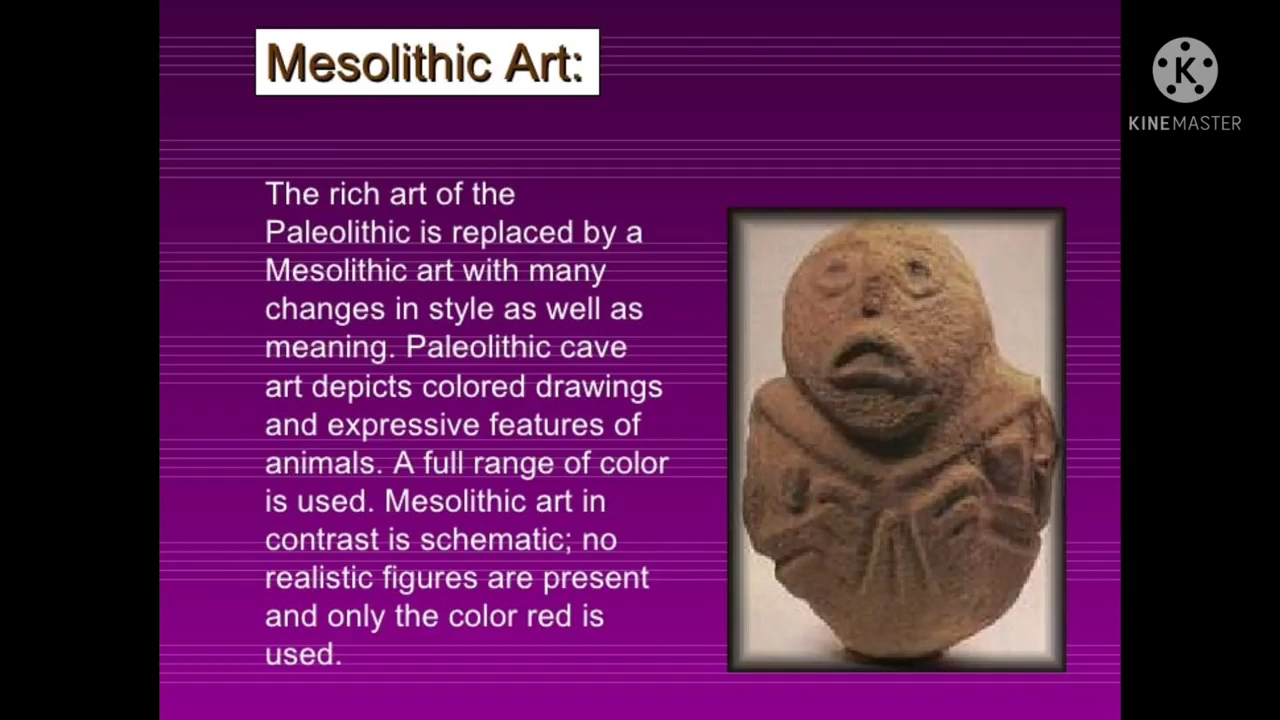 Mesolithic Art:
K
KINEMASTER
The rich art of the
Paleolithic is replaced by a
Mesolithic art with many
changes in style as well as
meaning. Paleolithic cave
art depicts colored drawings
and expressive features of
animals. A full range of color
is used. Mesolithic art in
contrast is schematic; no
realistic figures are present
and only the color red is
used.